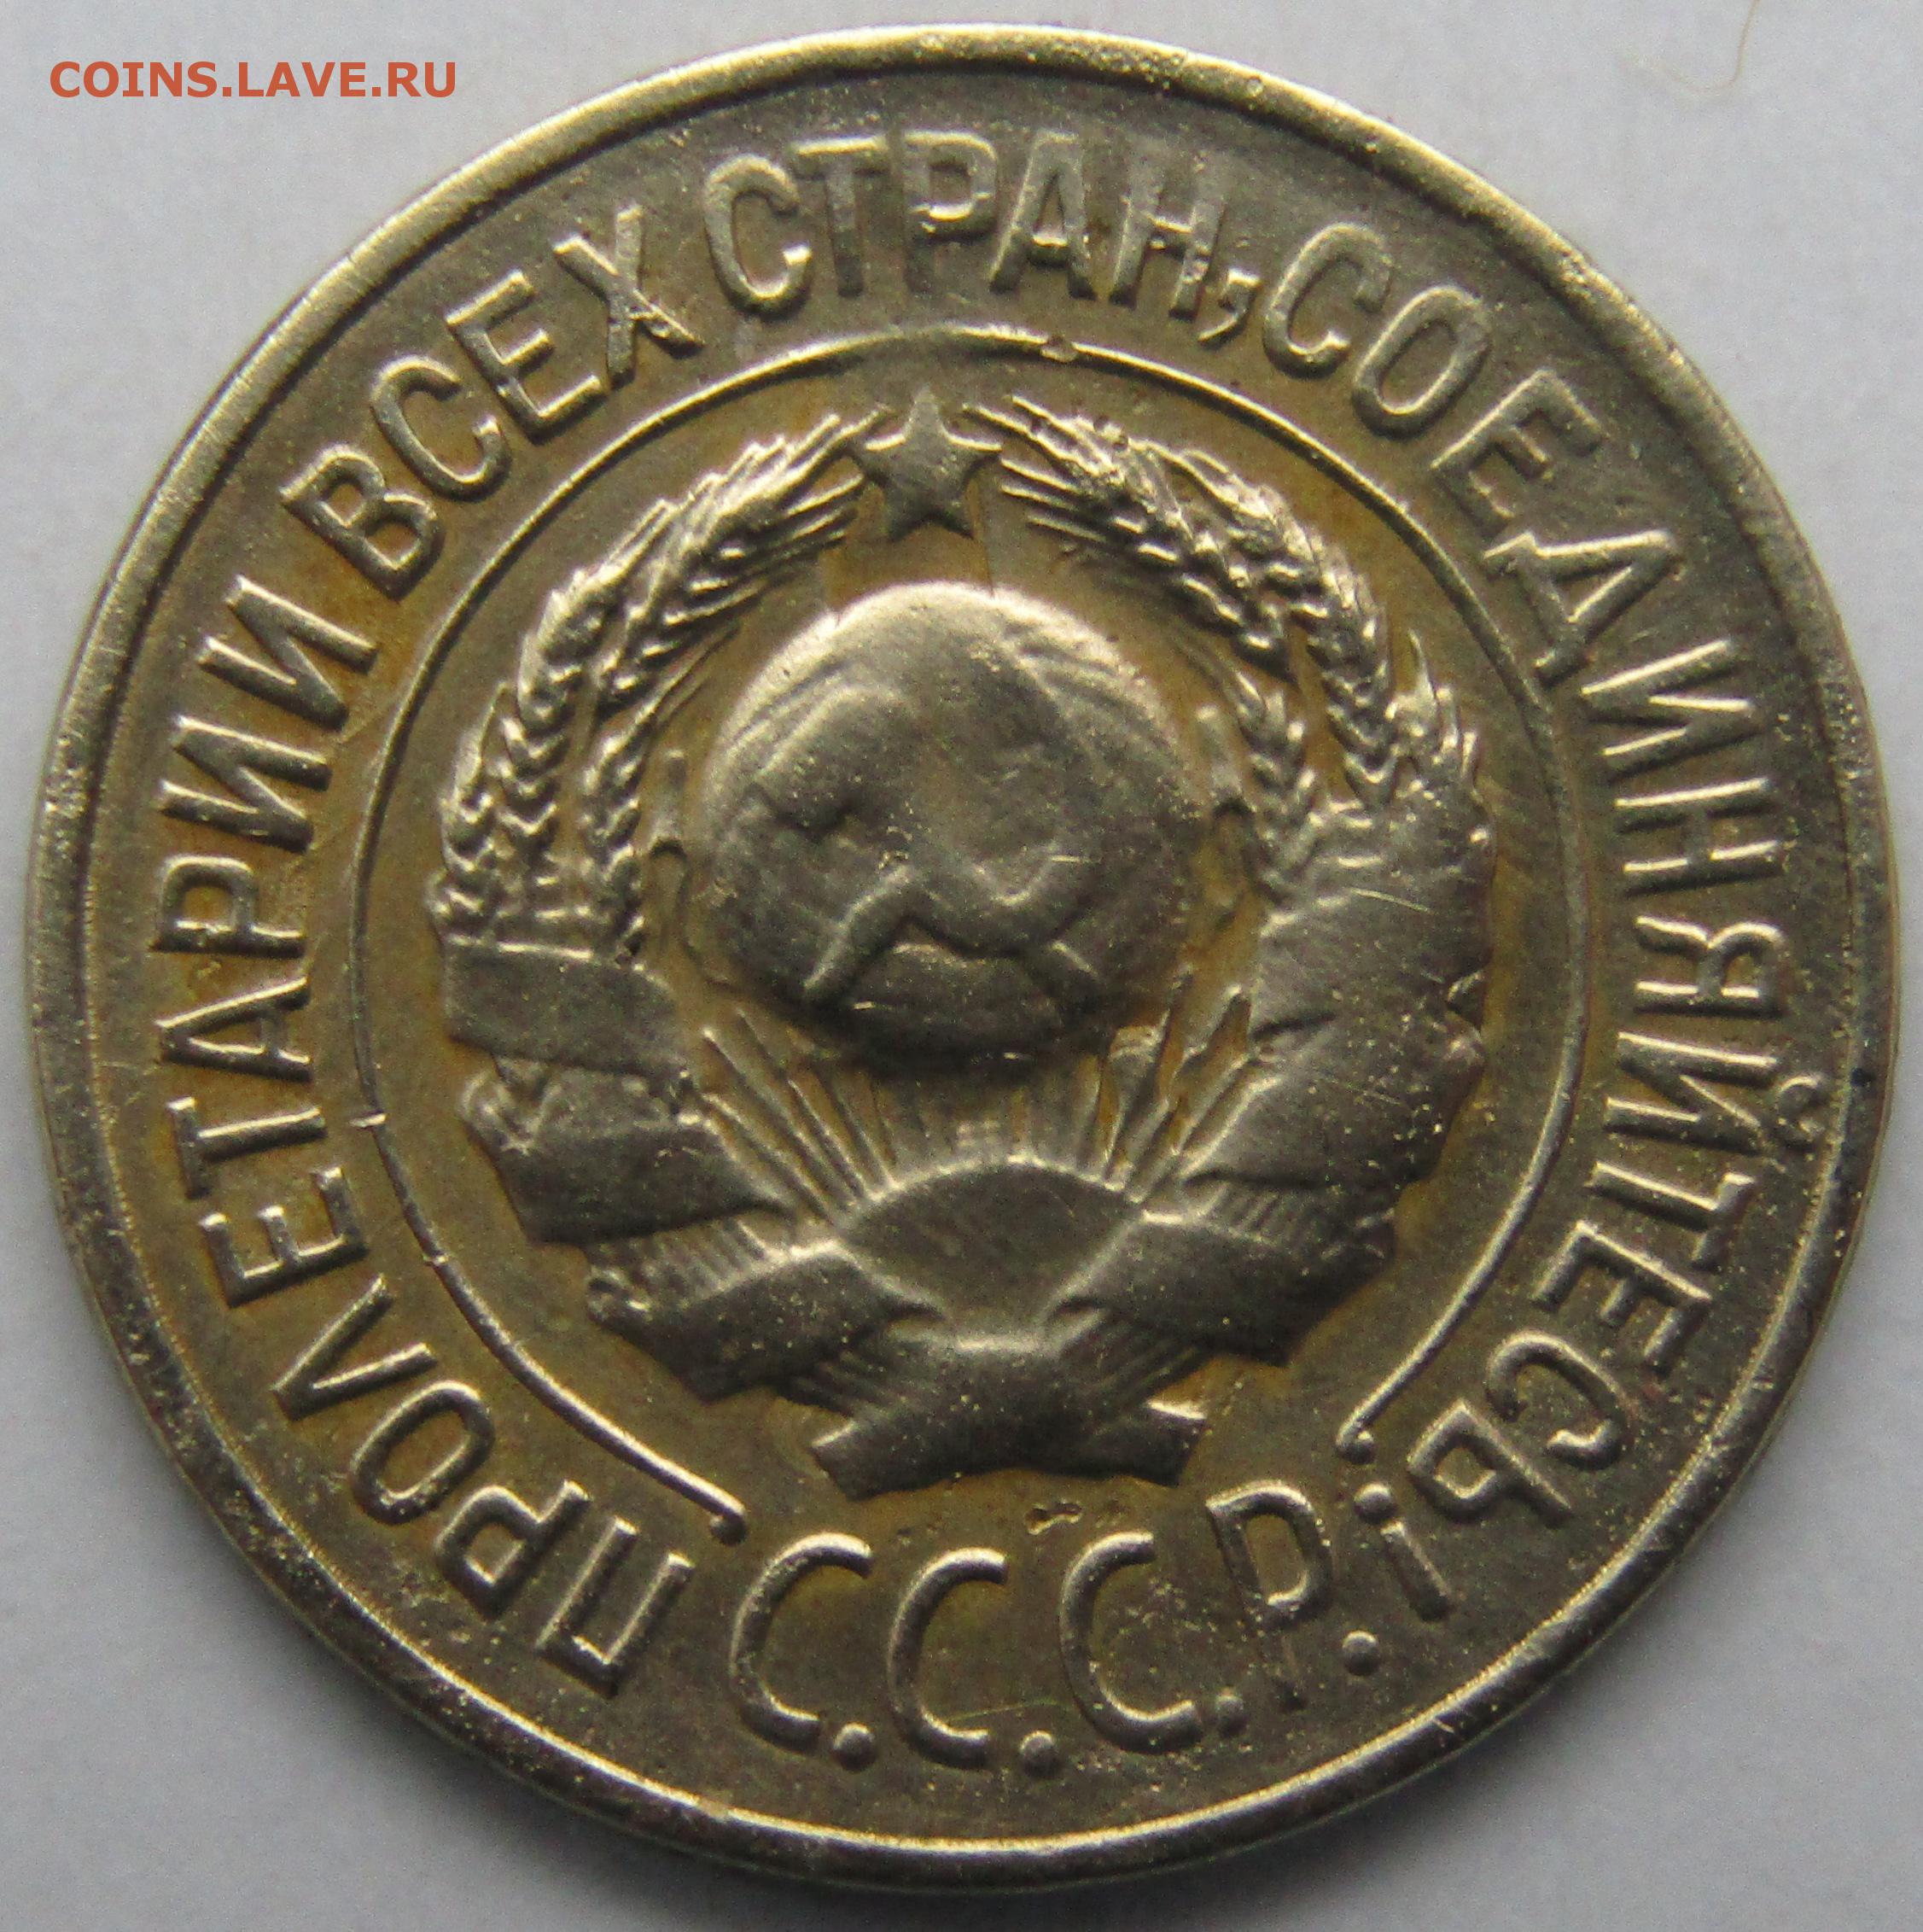 COINS.LAVE.RU
ПРОЛЕТАРИИ ВСЕХ СТРАН, СОЕДИНЯЙТЕСЬ!
С.С.С.Р.